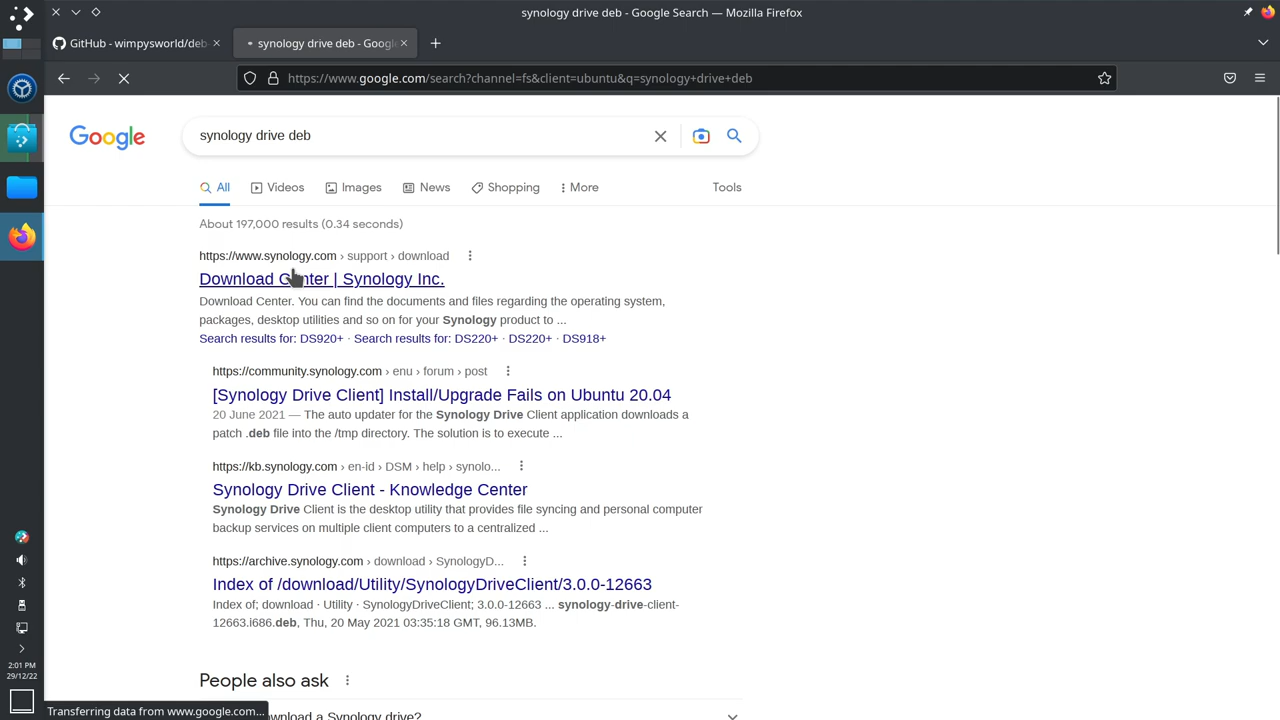 synology drive deb - Google Search — Mozilla Firefox
GitHub - wimpysworld/deb
synology drive deb - Google
https://www.google.com/search?channel=fs&client=ubuntu&q=synology+drive+deb
Google
synology drive deb
All
Videos
Images
News
Shopping
More
Tools
About 197,000 results (0.34 seconds)
https://www.synology.com › support › download
Download Center | Synology Inc.
Download Center. You can find the documents and files regarding the operating system,
packages, desktop utilities and so on for your Synology product to ...
Search results for: DS920+ · Search results for: DS220+ · DS220+ · DS918+
https://community.synology.com › enu › forum › post
[Synology Drive Client] Install/Upgrade Fails on Ubuntu 20.04
20 June 2021 — The auto updater for the Synology Drive Client application downloads a
patch .deb file into the /tmp directory. The solution is to execute ...
https://kb.synology.com › en-id › DSM › help › synolo...
Synology Drive Client - Knowledge Center
Synology Drive Client is the desktop utility that provides file syncing and personal computer
backup services on multiple client computers to a centralized ...
https://archive.synology.com › download › SynologyD...
Index of /download/Utility/SynologyDriveClient/3.0.0-12663
Index of; download · Utility · SynologyDriveClient; 3.0.0-12663 ... synology-drive-client-
12663.i686.deb, Thu, 20 May 2021 03:35:18 GMT, 96.13MB.
People also ask
wnload a Synology drive?
2:01 PM
29/12/22
Transferring data from www.google.com...